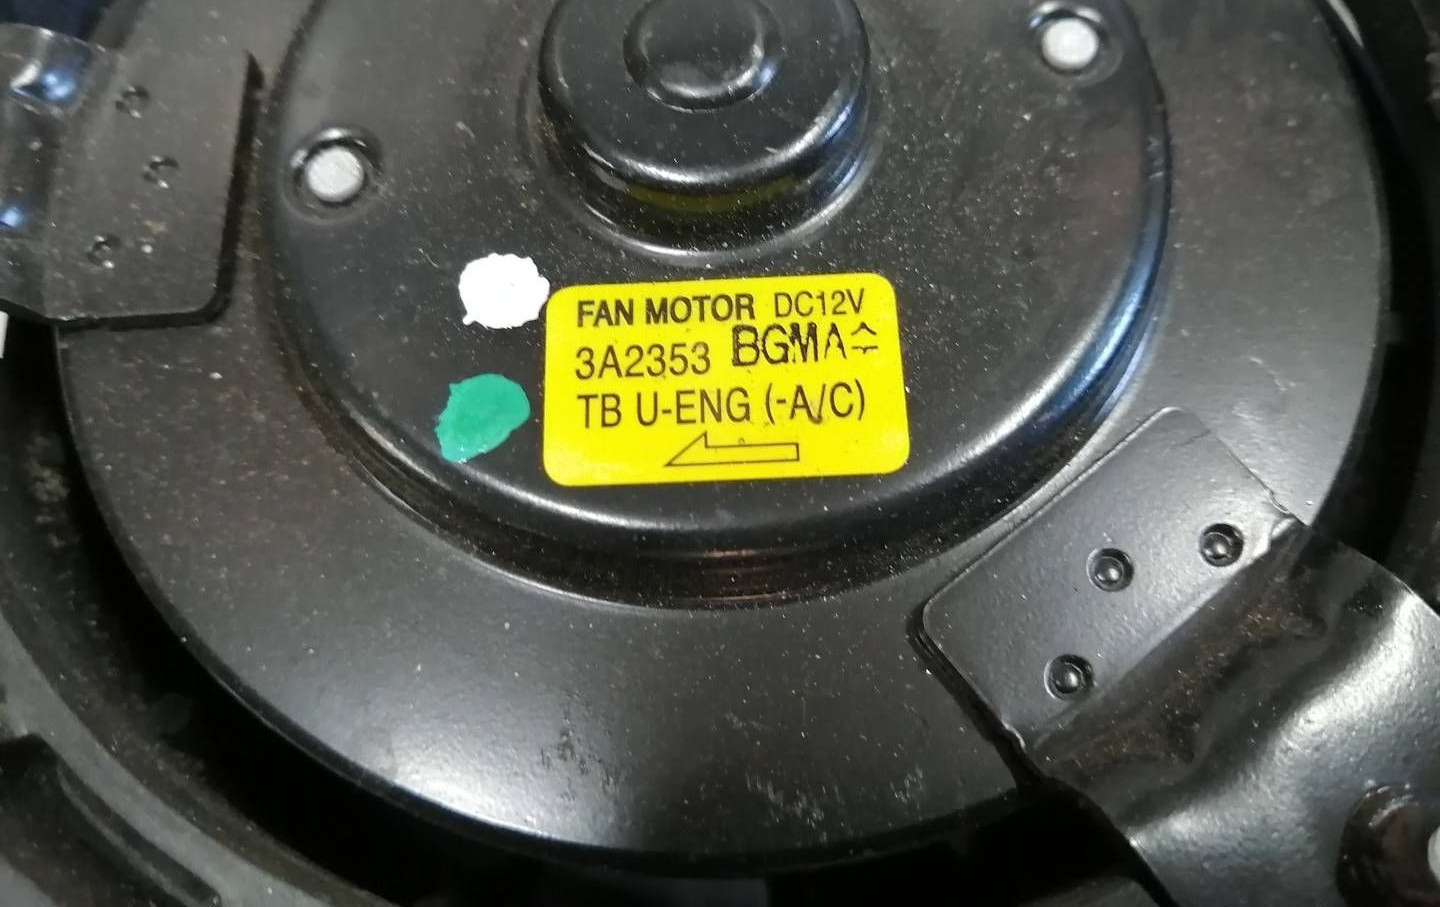 FAN MOTOR DC12V
3A2353 BGMA수
TB U-ENG (-A/C)